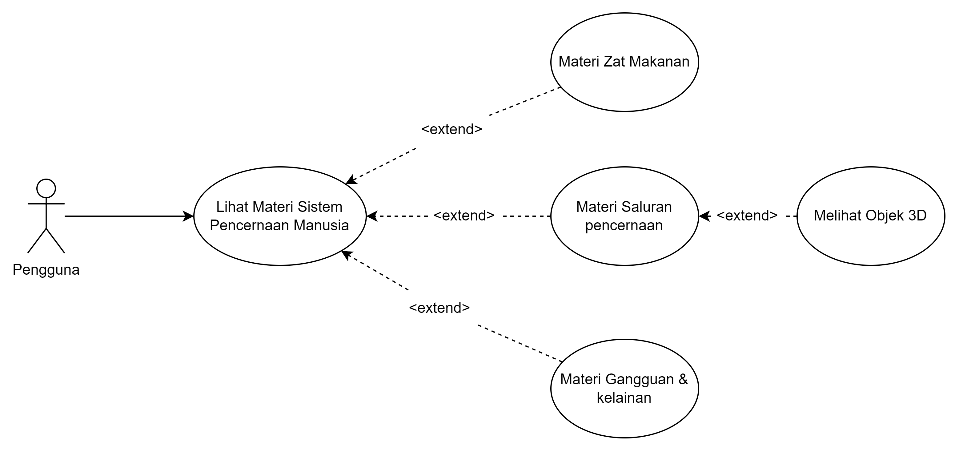 Materi Zat Makanan
<extend>
Lihat Materi Sistem
Pencernaan Manusia
<extend>
Materi Saluran
pencernaan
<extend>
Melihat Objek 3D
Pengguna
<extend>
Materi Gangguan &
kelainan